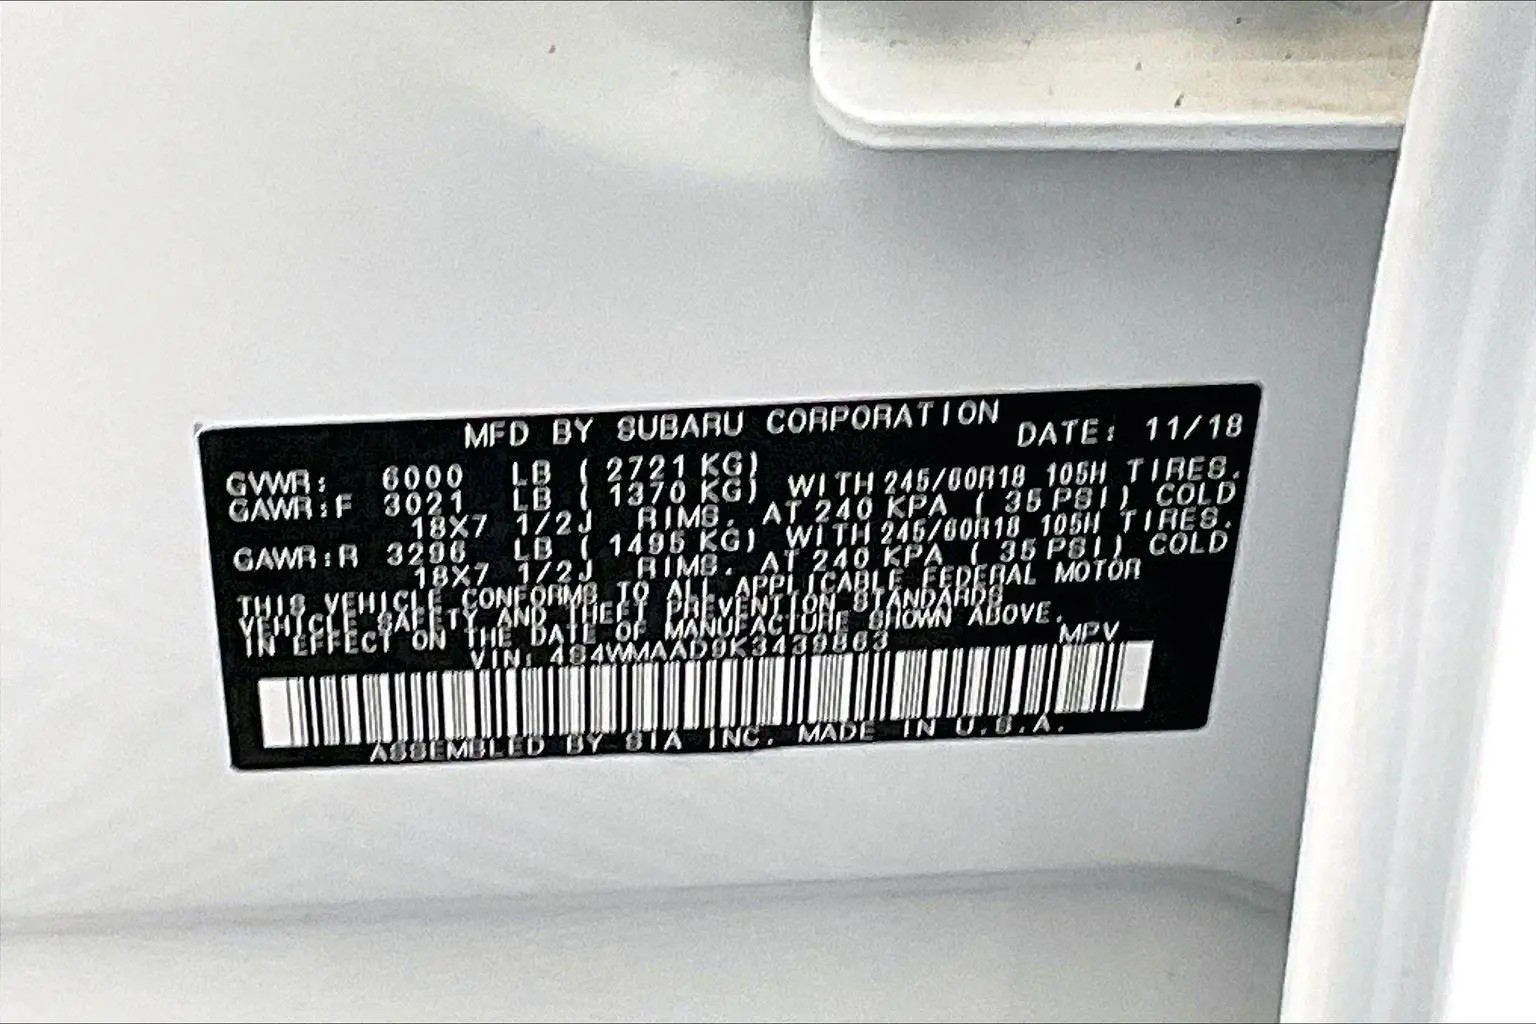 MFD BY SUBARU CORPORATION DATE: 11/18
GVWR: 6000 LB ( 2721 KG)
GAWR:F 3021 LB ( 1370 KG) WITH 245/60R18 105H TIRES.
18X7 1/2J RIMS. AT 240 KPA ( 35 PSI) COLD
GAWR:R 3296 LB ( 1495 KG) WITH 245/60R18 105H TIRES.
18X7 1/2J RIMS. AT 240 KPA ( 35 PSI) COLD
THIS VEHICLE CONFORMS TO ALL APPLICABLE FEDERAL MOTOR
VEHICLE SAFETY AND THEFT PREVENTION STANDARDS
IN EFFECT ON THE DATE OF MANUFACTURE SHOWN ABOVE.
VIN: 4S4WMAAD9K3439563 MPV
ASSEMBLED BY SIA INC. MADE IN U.S.A.